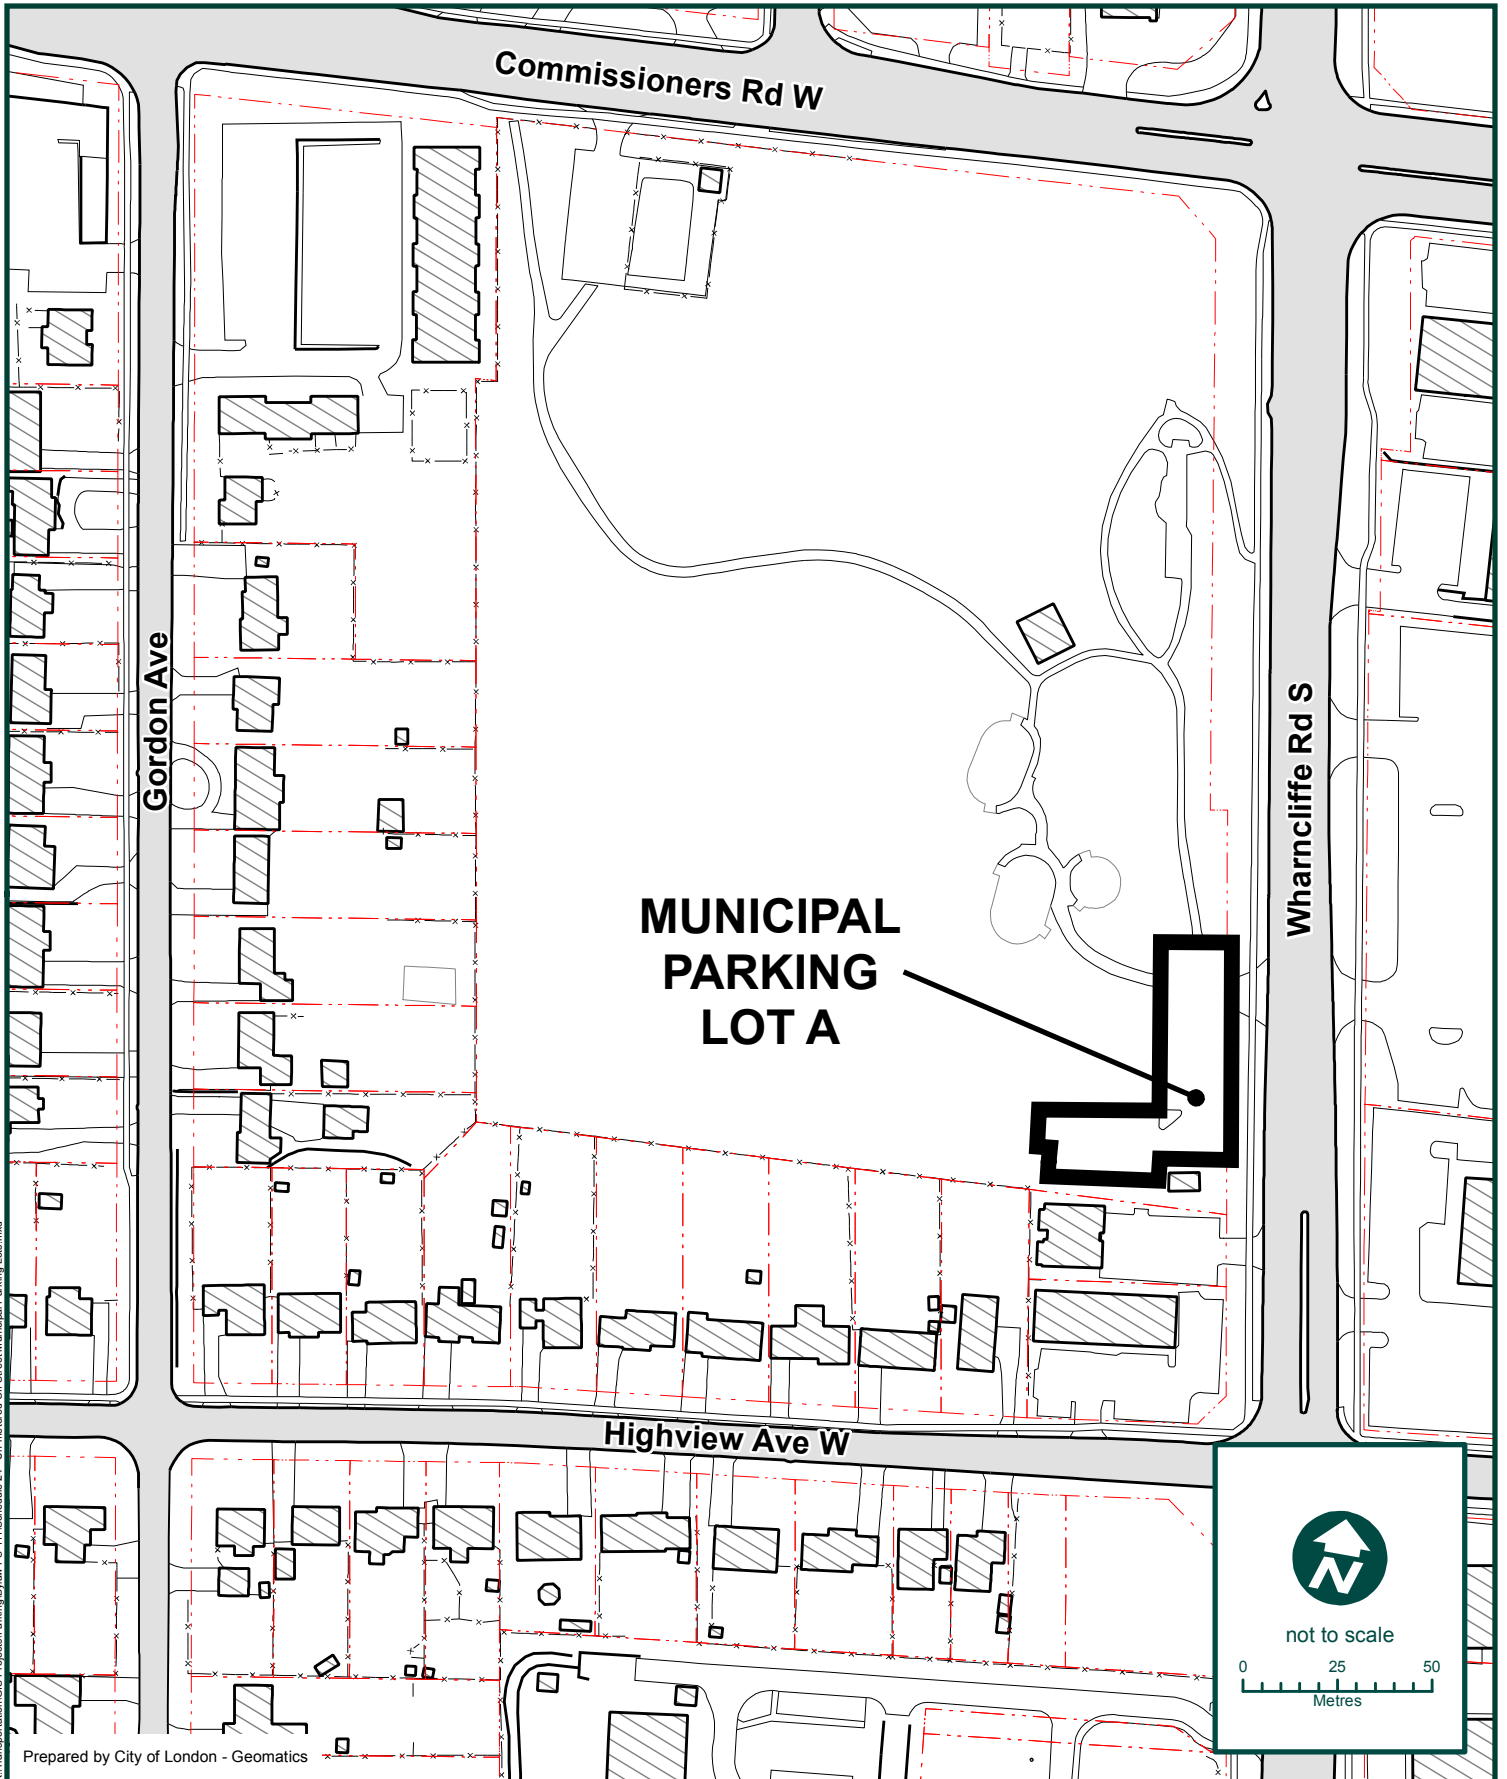 Commissioners Rd W
Gordon Ave
Wharncliffe Rd S
MUNICIPAL
PARKING
LOT A
Highview Ave W
N
not to scale
0 25 50
Metres
Prepared by City of London - Geomatics